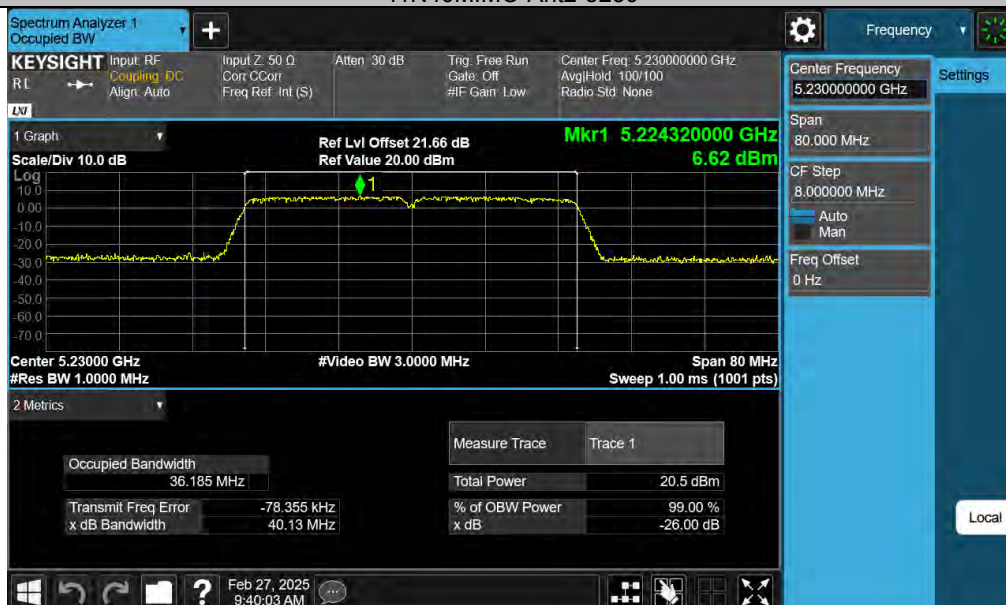 Spectrum Analyzer 1
Occupied BW
Frequency
KEYSIGHT
RL
LXI
Input: RF
Coupling: DC
Align: Auto
Input Z: 50 Ω
Corr CCorr
Freq Ref: Int (S)
Atten: 30 dB
Trig: Free Run
Gate: Off
#IF Gain: Low
Center Freq: 5.230000000 GHz
Avg|Hold: 100/100
Radio Std: None
Center Frequency
5.230000000 GHz
Settings
Span
80.000 MHz
CF Step
8.000000 MHz
Auto
Man
Freq Offset
0 Hz
Local
1 Graph
Ref Lvl Offset 21.66 dB
Mkr1 5.224320000 GHz
Scale/Div 10.0 dB
Ref Value 20.00 dBm
6.62 dBm
Log
1
10.0
0.00
-10.0
-20.0
-30.0
-40.0
-50.0
-60.0
-70.0
Center 5.23000 GHz
#Video BW 3.0000 MHz
Span 80 MHz
#Res BW 1.0000 MHz
Sweep 1.00 ms (1001 pts)
2 Metrics
Measure Trace
Trace 1
Occupied Bandwidth
36.185 MHz
Total Power
20.5 dBm
Transmit Freq Error
-78.355 kHz
% of OBW Power
99.00 %
x dB Bandwidth
40.13 MHz
x dB
-26.00 dB
?
Feb 27, 2025
9:40:03 AM